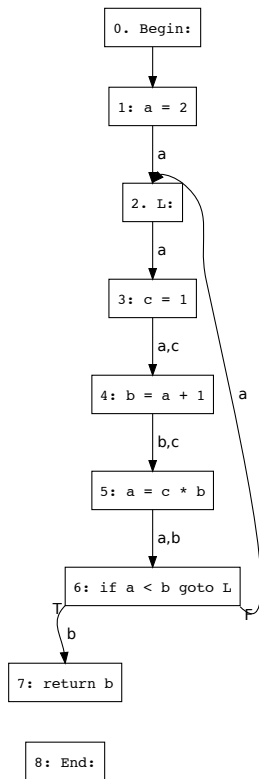 0. Begin:
1: a = 2
a
2. L:
a
3: c = 1
a,c
a
4: b = a + 1
b,c
5: a = c * b
a,b
6: if a < b goto L
T
F
b
7: return b
8: End: